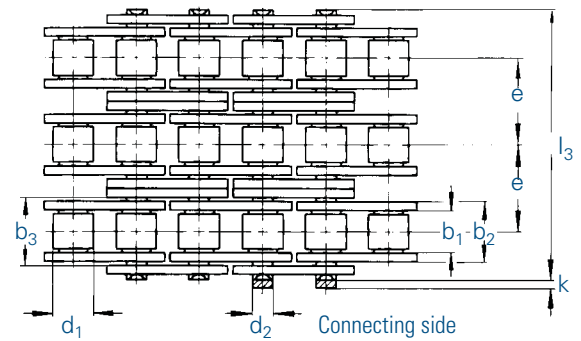 e
l₃
e
b₃
b₁
b₂
k
d₁
d₂
Connecting side